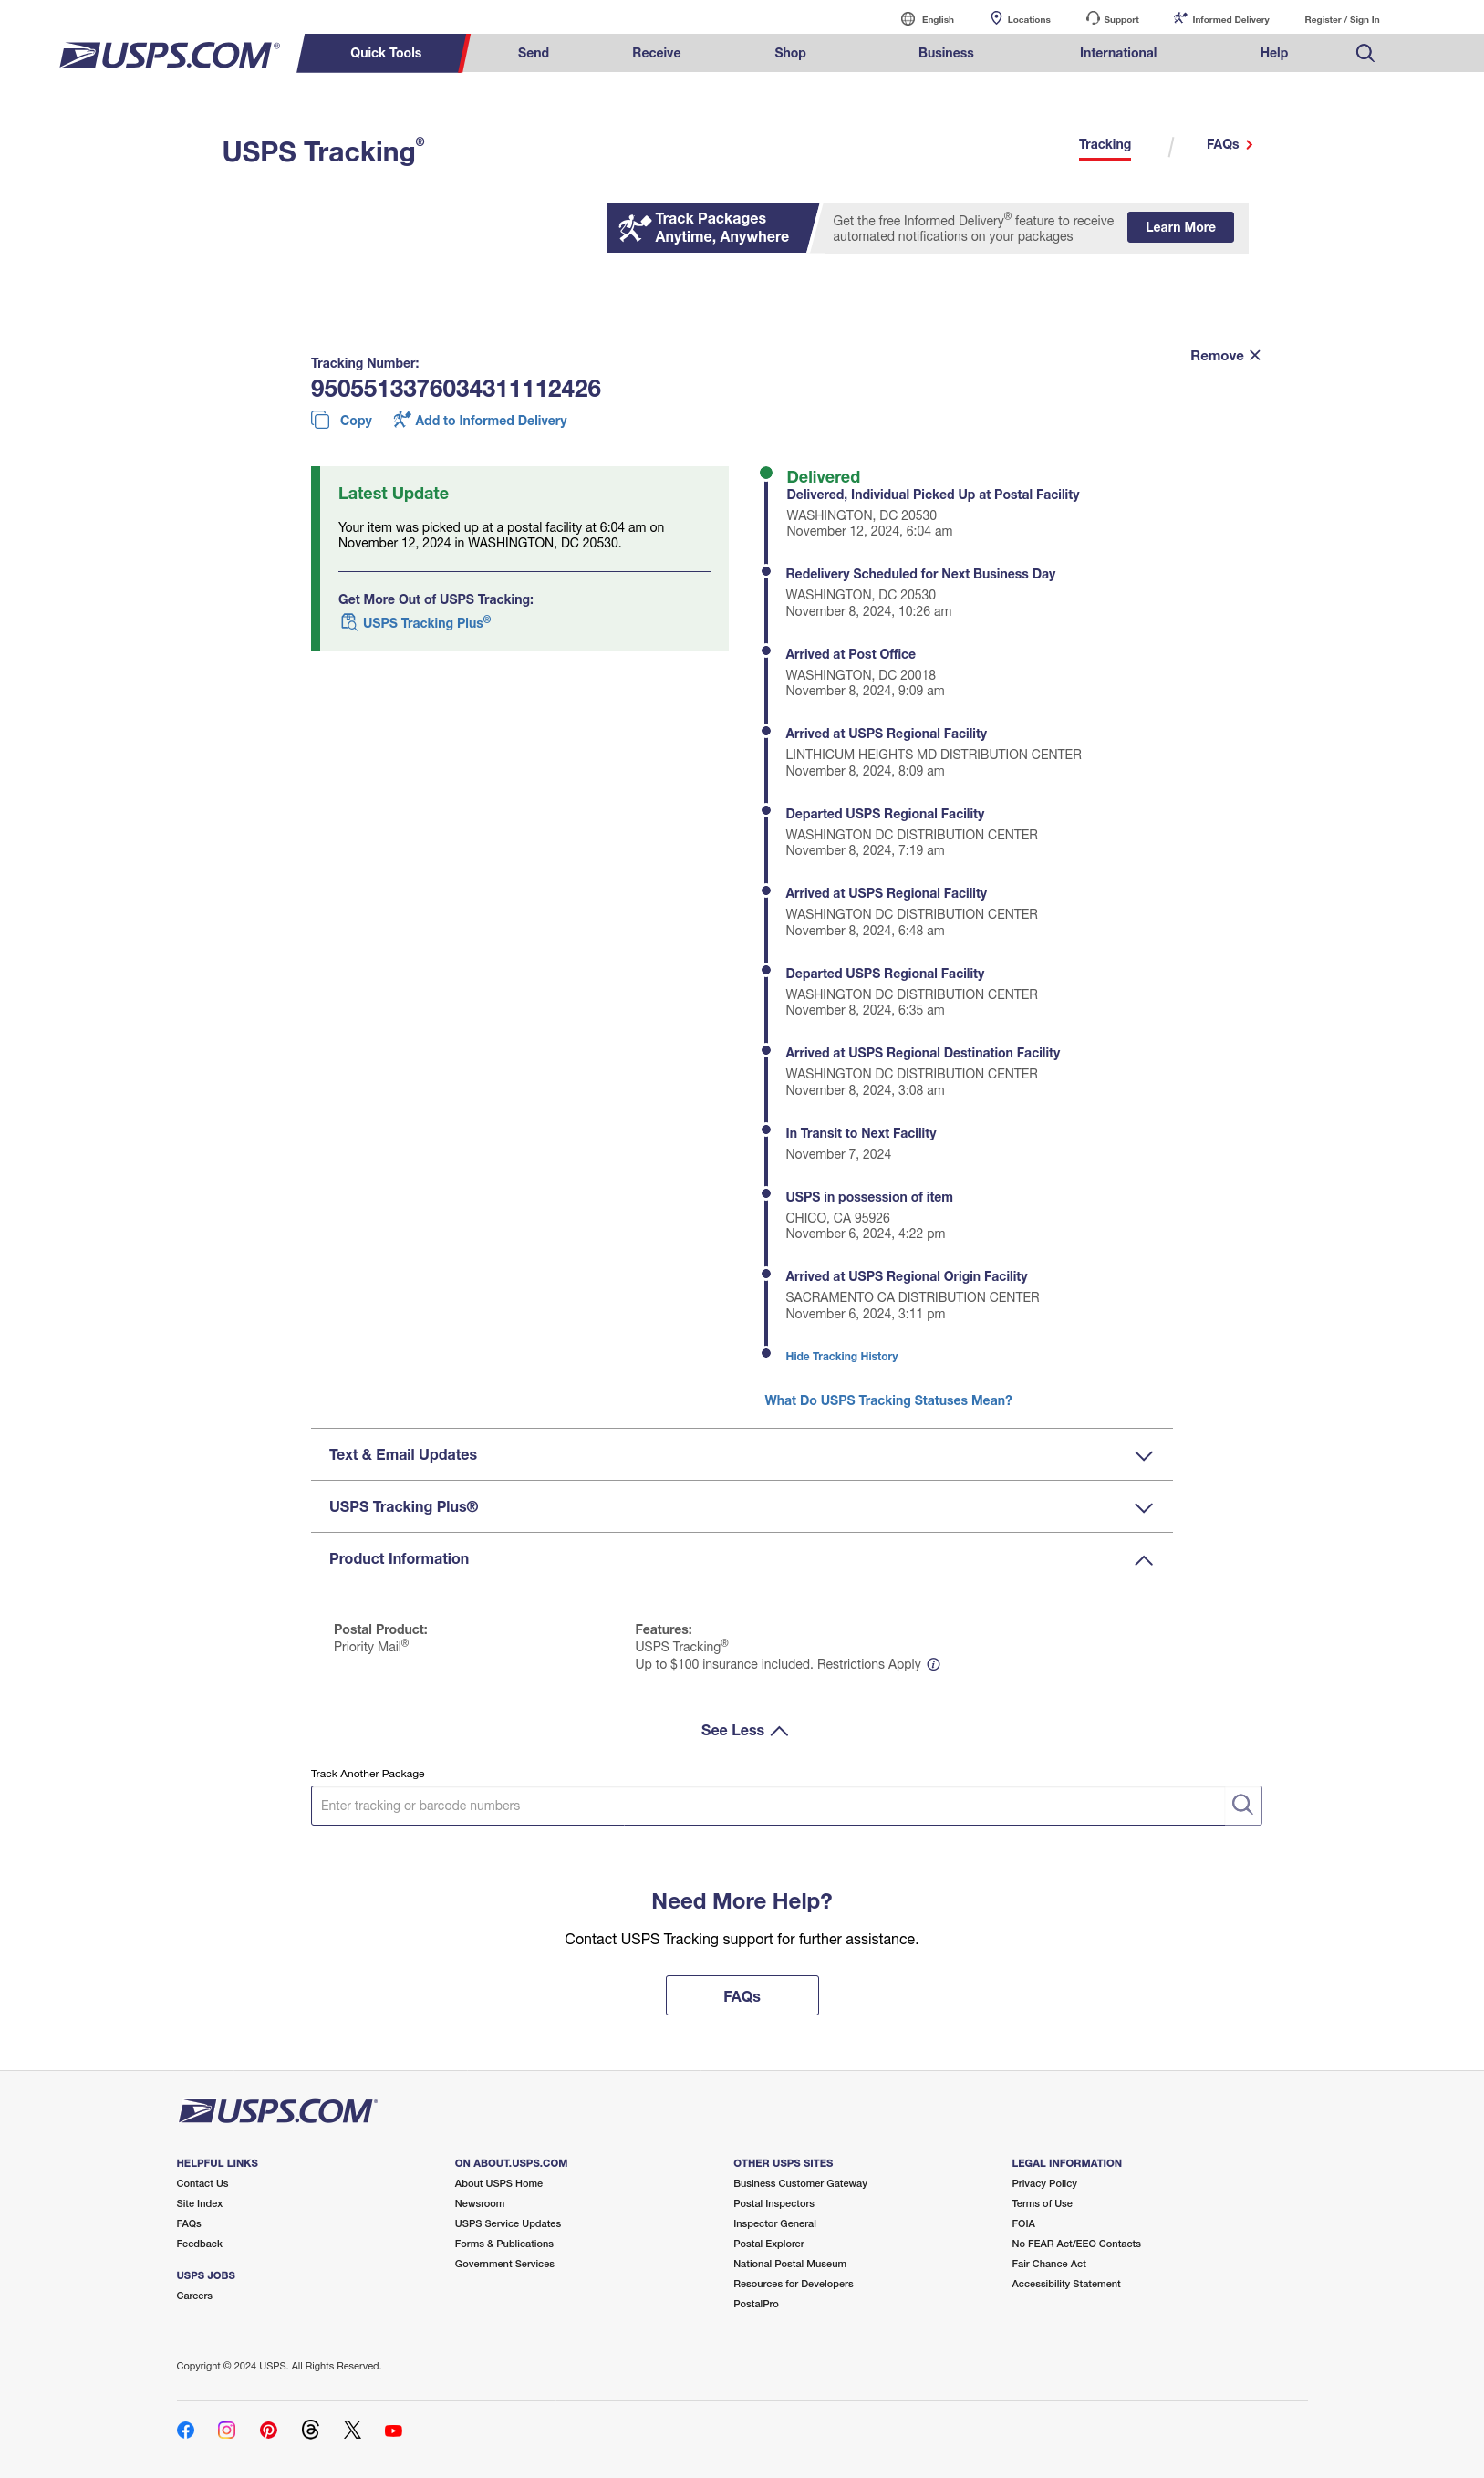 English Locations Support Informed Delivery Register / Sign In
USPS.COM® Quick Tools Send Receive Shop Business International Help
USPS Tracking®
Tracking / FAQs
Track Packages
Anytime, Anywhere
Get the free Informed Delivery® feature to receive
automated notifications on your packages
Learn More
Remove
Tracking Number:
9505513376034311112426
Copy Add to Informed Delivery
Latest Update
Your item was picked up at a postal facility at 6:04 am on
November 12, 2024 in WASHINGTON, DC 20530.
Get More Out of USPS Tracking:
USPS Tracking Plus®
Delivered
Delivered, Individual Picked Up at Postal Facility
WASHINGTON, DC 20530
November 12, 2024, 6:04 am
Redelivery Scheduled for Next Business Day
WASHINGTON, DC 20530
November 8, 2024, 10:26 am
Arrived at Post Office
WASHINGTON, DC 20018
November 8, 2024, 9:09 am
Arrived at USPS Regional Facility
LINTHICUM HEIGHTS MD DISTRIBUTION CENTER
November 8, 2024, 8:09 am
Departed USPS Regional Facility
WASHINGTON DC DISTRIBUTION CENTER
November 8, 2024, 7:19 am
Arrived at USPS Regional Facility
WASHINGTON DC DISTRIBUTION CENTER
November 8, 2024, 6:48 am
Departed USPS Regional Facility
WASHINGTON DC DISTRIBUTION CENTER
November 8, 2024, 6:35 am
Arrived at USPS Regional Destination Facility
WASHINGTON DC DISTRIBUTION CENTER
November 8, 2024, 3:08 am
In Transit to Next Facility
November 7, 2024
USPS in possession of item
CHICO, CA 95926
November 6, 2024, 4:22 pm
Arrived at USPS Regional Origin Facility
SACRAMENTO CA DISTRIBUTION CENTER
November 6, 2024, 3:11 pm
Hide Tracking History
What Do USPS Tracking Statuses Mean?
Text & Email Updates
USPS Tracking Plus®
Product Information
Postal Product:
Priority Mail®
Features:
USPS Tracking®
Up to $100 insurance included. Restrictions Apply
See Less
Track Another Package
Enter tracking or barcode numbers
Need More Help?
Contact USPS Tracking support for further assistance.
FAQs
USPS.COM®
HELPFUL LINKS
Contact Us
Site Index
FAQs
Feedback
USPS JOBS
Careers
ON ABOUT.USPS.COM
About USPS Home
Newsroom
USPS Service Updates
Forms & Publications
Government Services
OTHER USPS SITES
Business Customer Gateway
Postal Inspectors
Inspector General
Postal Explorer
National Postal Museum
Resources for Developers
PostalPro
LEGAL INFORMATION
Privacy Policy
Terms of Use
FOIA
No FEAR Act/EEO Contacts
Fair Chance Act
Accessibility Statement
Copyright © 2024 USPS. All Rights Reserved.